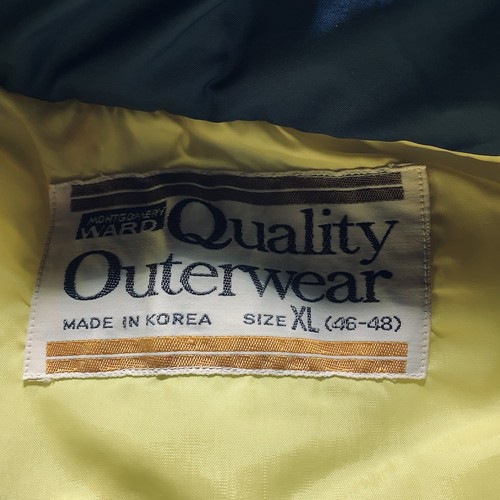 MONTGOMERY
WARD
Quality
Outerwear
MADE IN KOREA SIZE XL (46-48)